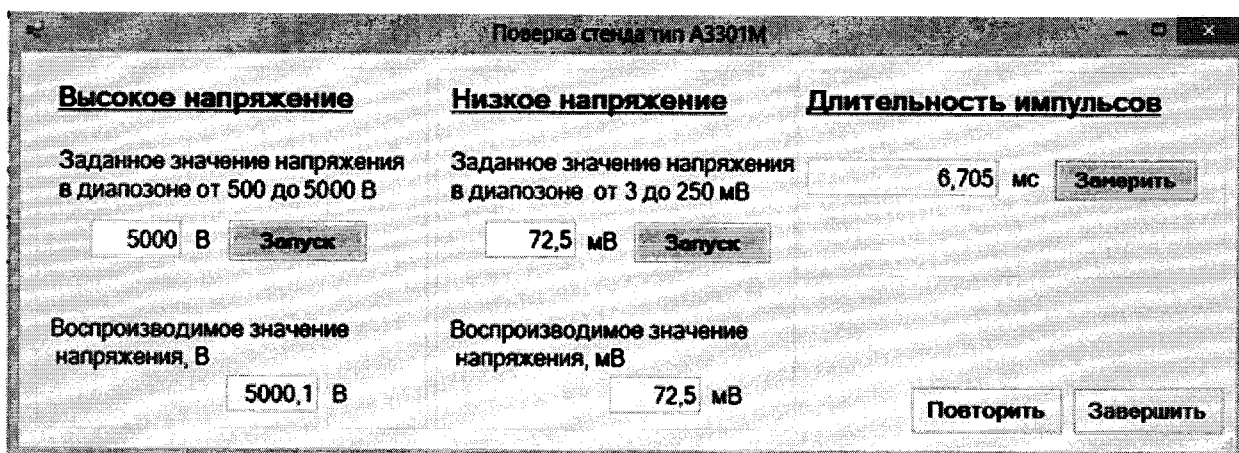 Поверка стенда тип А3301М
Высокое напряжение
Заданное значение напряжения
в диапозоне от 500 до 5000 В
5000 В Запуск
Воспроизводимое значение
напряжения, В
5000,1 В
Низкое напряжение
Заданное значение напряжения
в диапозоне от 3 до 250 мВ
72,5 мВ Запуск
Воспроизводимое значение
напряжения, мВ
72,5 мВ
Длительность импульсов
6,705 мс Замерить
Повторить Завершить